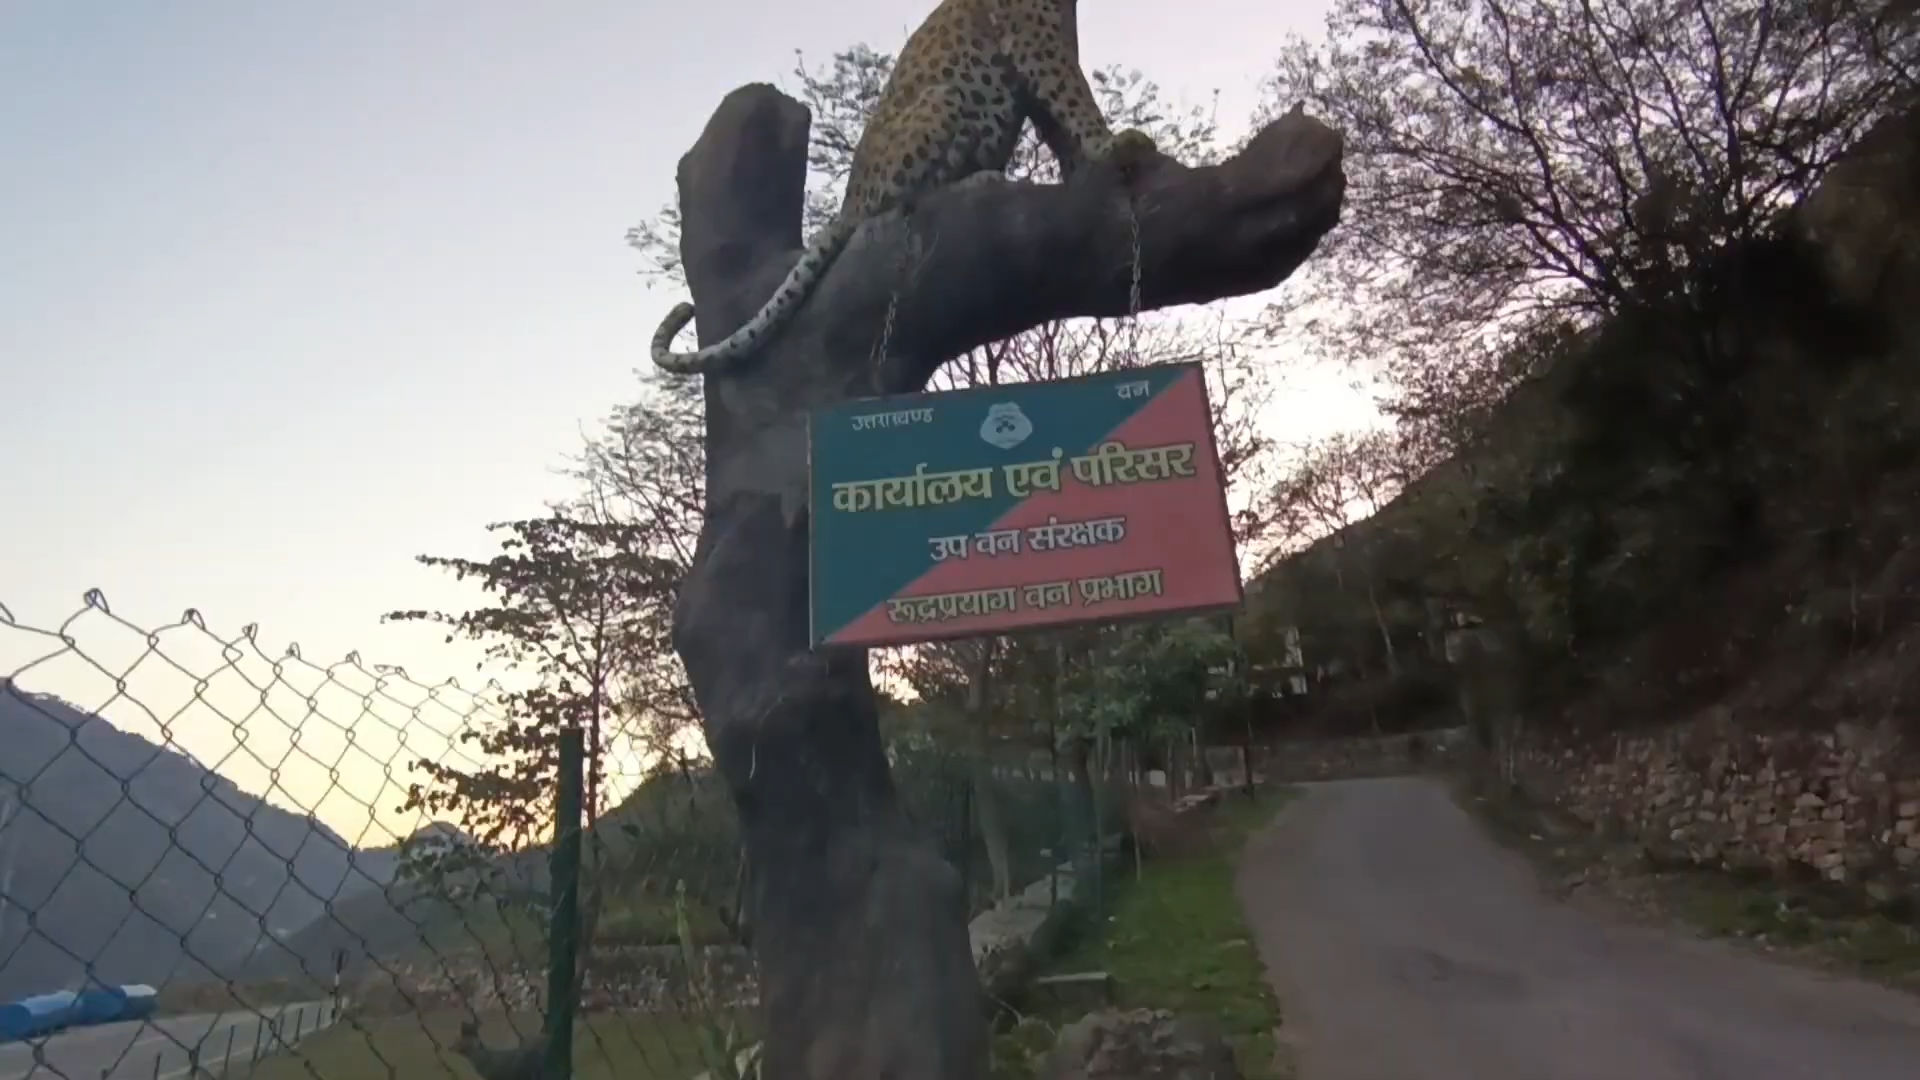 उत्तराखण्ड वन
कार्यालय एवं परिसर
उप वन संरक्षक
रूद्रप्रयाग वन प्रभाग